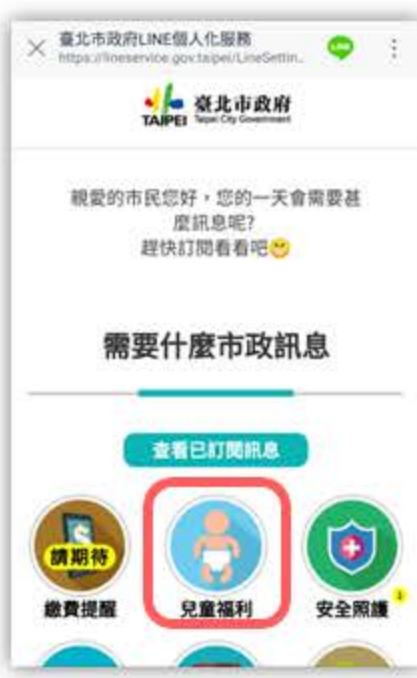 臺北市政府LINE個人化服務
https://lineservice.gov.taipei/LineSettin...
LINE
TAIPEI 臺北市政府
Taipei City Government
親愛的市民您好,您的一天會需要甚
麼訊息呢?
趕快訂閱看看吧
需要什麼市政訊息
查看已訂閱訊息
請期待
繳費提醒
兒童福利
安全照護